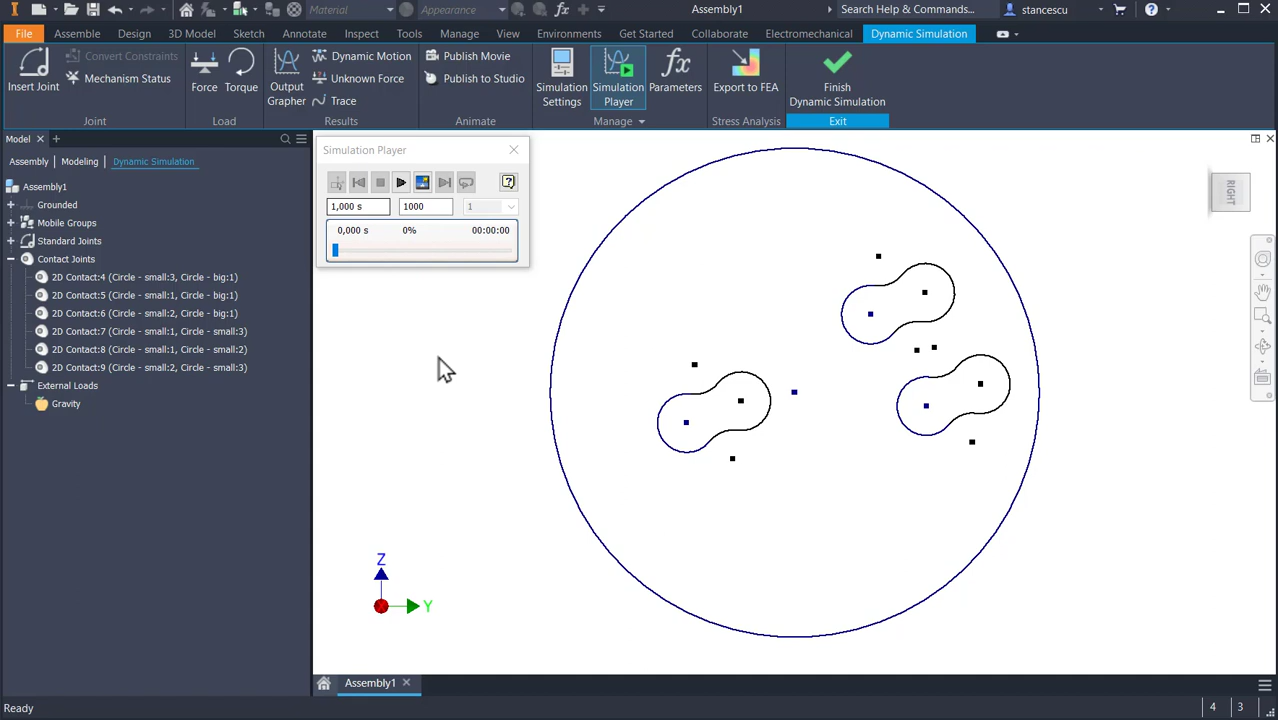 Material
Appearance
Assembly1
Search Help & Commands...
stancescu
File
Assemble
Design
3D Model
Sketch
Annotate
Inspect
Tools
Manage
View
Environments
Get Started
Collaborate
Electromechanical
Dynamic Simulation
Insert Joint
Convert Constraints
Mechanism Status
Force
Torque
Output
Grapher
Dynamic Motion
Unknown Force
Trace
Publish Movie
Publish to Studio
Simulation
Settings
Simulation
Player
fx
Parameters
Export to FEA
Finish
Dynamic Simulation
Joint
Load
Results
Animate
Manage
Stress Analysis
Exit
Model
Assembly
Modeling
Dynamic Simulation
Assembly1
Grounded
Mobile Groups
Standard Joints
Contact Joints
2D Contact:4 (Circle - small:3, Circle - big:1)
2D Contact:5 (Circle - small:1, Circle - big:1)
2D Contact:6 (Circle - small:2, Circle - big:1)
2D Contact:7 (Circle - small:1, Circle - small:3)
2D Contact:8 (Circle - small:1, Circle - small:2)
2D Contact:9 (Circle - small:2, Circle - small:3)
External Loads
Gravity
Simulation Player
1,000 s
1000
1
0,000 s
0%
00:00:00
RIGHT
Z
Y
Assembly1
Ready
4
3